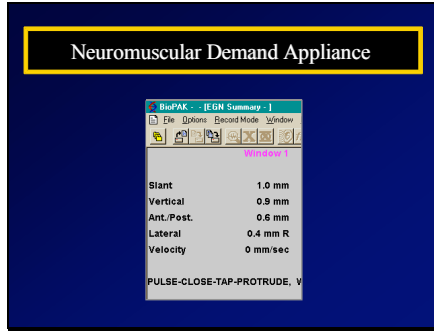 Neuromuscular Demand Appliance
BioPAK - - [EGN Summary - ]
File Options Record Mode Window
Window 1
Slant 1.0 mm
Vertical 0.9 mm
Ant./Post. 0.6 mm
Lateral 0.4 mm R
Velocity 0 mm/sec
PULSE-CLOSE-TAP-PROTRUDE,